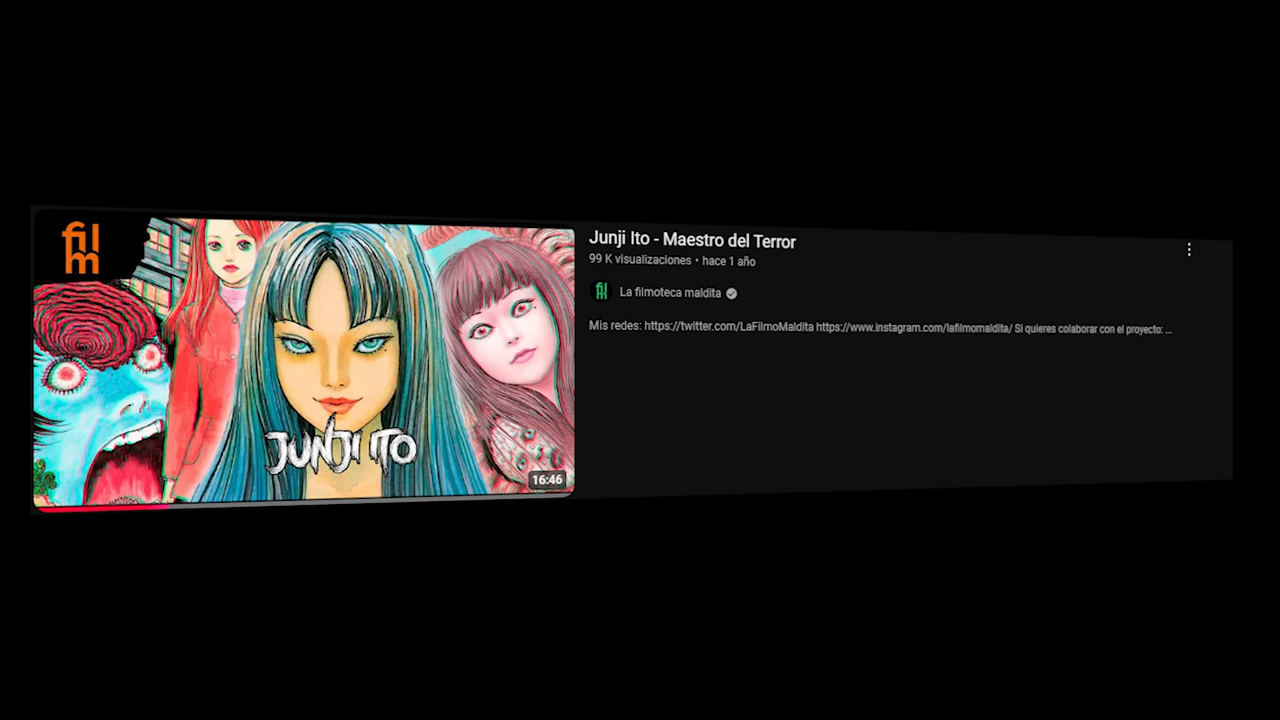 film
JUNJI ITO
16:46
Junji Ito - Maestro del Terror
99 K visualizaciones • hace 1 año
film
La filmoteca maldita
Mis redes: https://twitter.com/LaFilmoMaldita https://www.instagram.com/lafilmomaldita/ Si quieres colaborar con el proyecto: ...